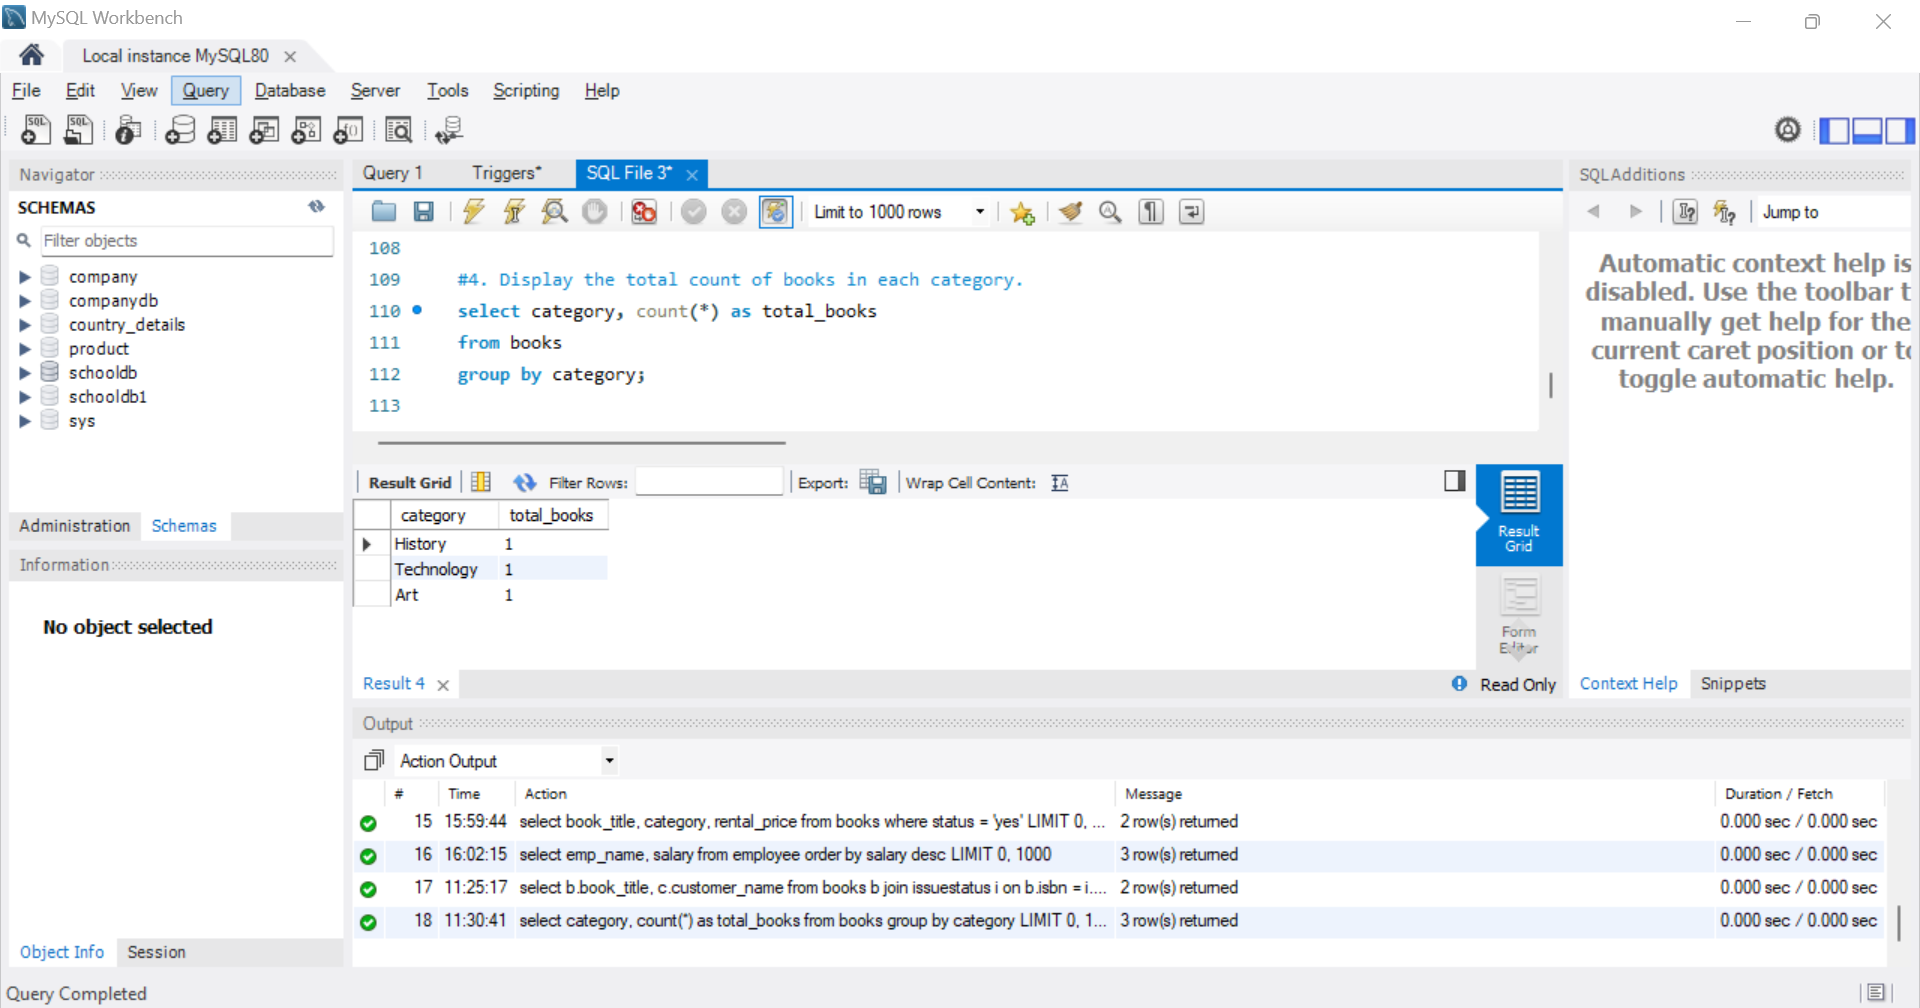 MySQL Workbench
Local instance MySQL80
File Edit View Query Database Server Tools Scripting Help
Navigator
SCHEMAS
Filter objects
company
companydb
country_details
product
schooldb
schooldb1
sys
Administration Schemas
Information
No object selected
Object Info Session
Query 1 Triggers* SQL File 3*
Limit to 1000 rows
108
109 #4. Display the total count of books in each category.
110 select category, count(*) as total_books
111 from books
112 group by category;
113
Result Grid Filter Rows: Export: Wrap Cell Content:
category total_books
History 1
Technology 1
Art 1
Result
Grid
Form
Editor
Result 4 Read Only
SQLAdditions
Jump to
Automatic context help is
disabled. Use the toolbar t
manually get help for the
current caret position or to
toggle automatic help.
Context Help Snippets
Output
Action Output
# Time Action Message Duration / Fetch
15 15:59:44 select book_title, category, rental_price from books where status = 'yes' LIMIT 0, ... 2 row(s) returned 0.000 sec / 0.000 sec
16 16:02:15 select emp_name, salary from employee order by salary desc LIMIT 0, 1000 3 row(s) returned 0.000 sec / 0.000 sec
17 11:25:17 select b.book_title, c.customer_name from books b join issuestatus i on b.isbn = i.... 2 row(s) returned 0.000 sec / 0.000 sec
18 11:30:41 select category, count(*) as total_books from books group by category LIMIT 0, 1... 3 row(s) returned 0.000 sec / 0.000 sec
Query Completed